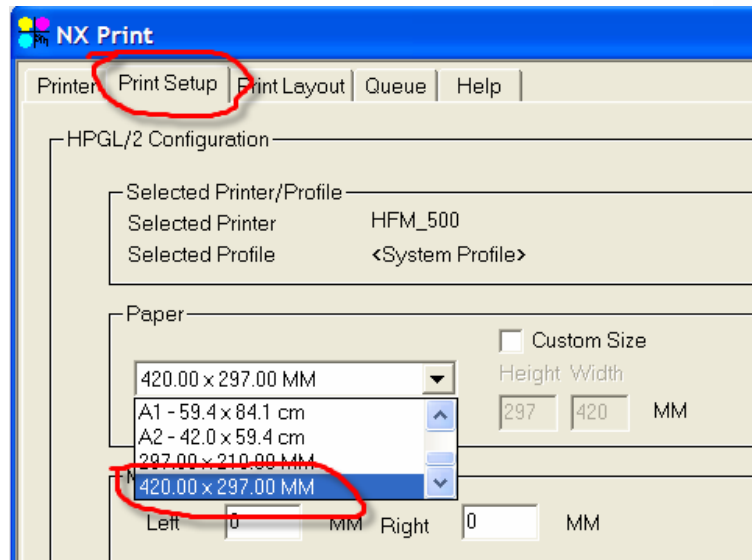 NX Print
Printer Print Setup Print Layout Queue Help
HPGL/2 Configuration
Selected Printer/Profile
Selected Printer HFM_500
Selected Profile <System Profile>
Paper
Custom Size
420.00 x 297.00 MM
Height Width
297 420 MM
A1 - 59.4 x 84.1 cm
A2 - 42.0 x 59.4 cm
297.00 x 210.00 MM
420.00 x 297.00 MM
Left 0 MM Right 0 MM